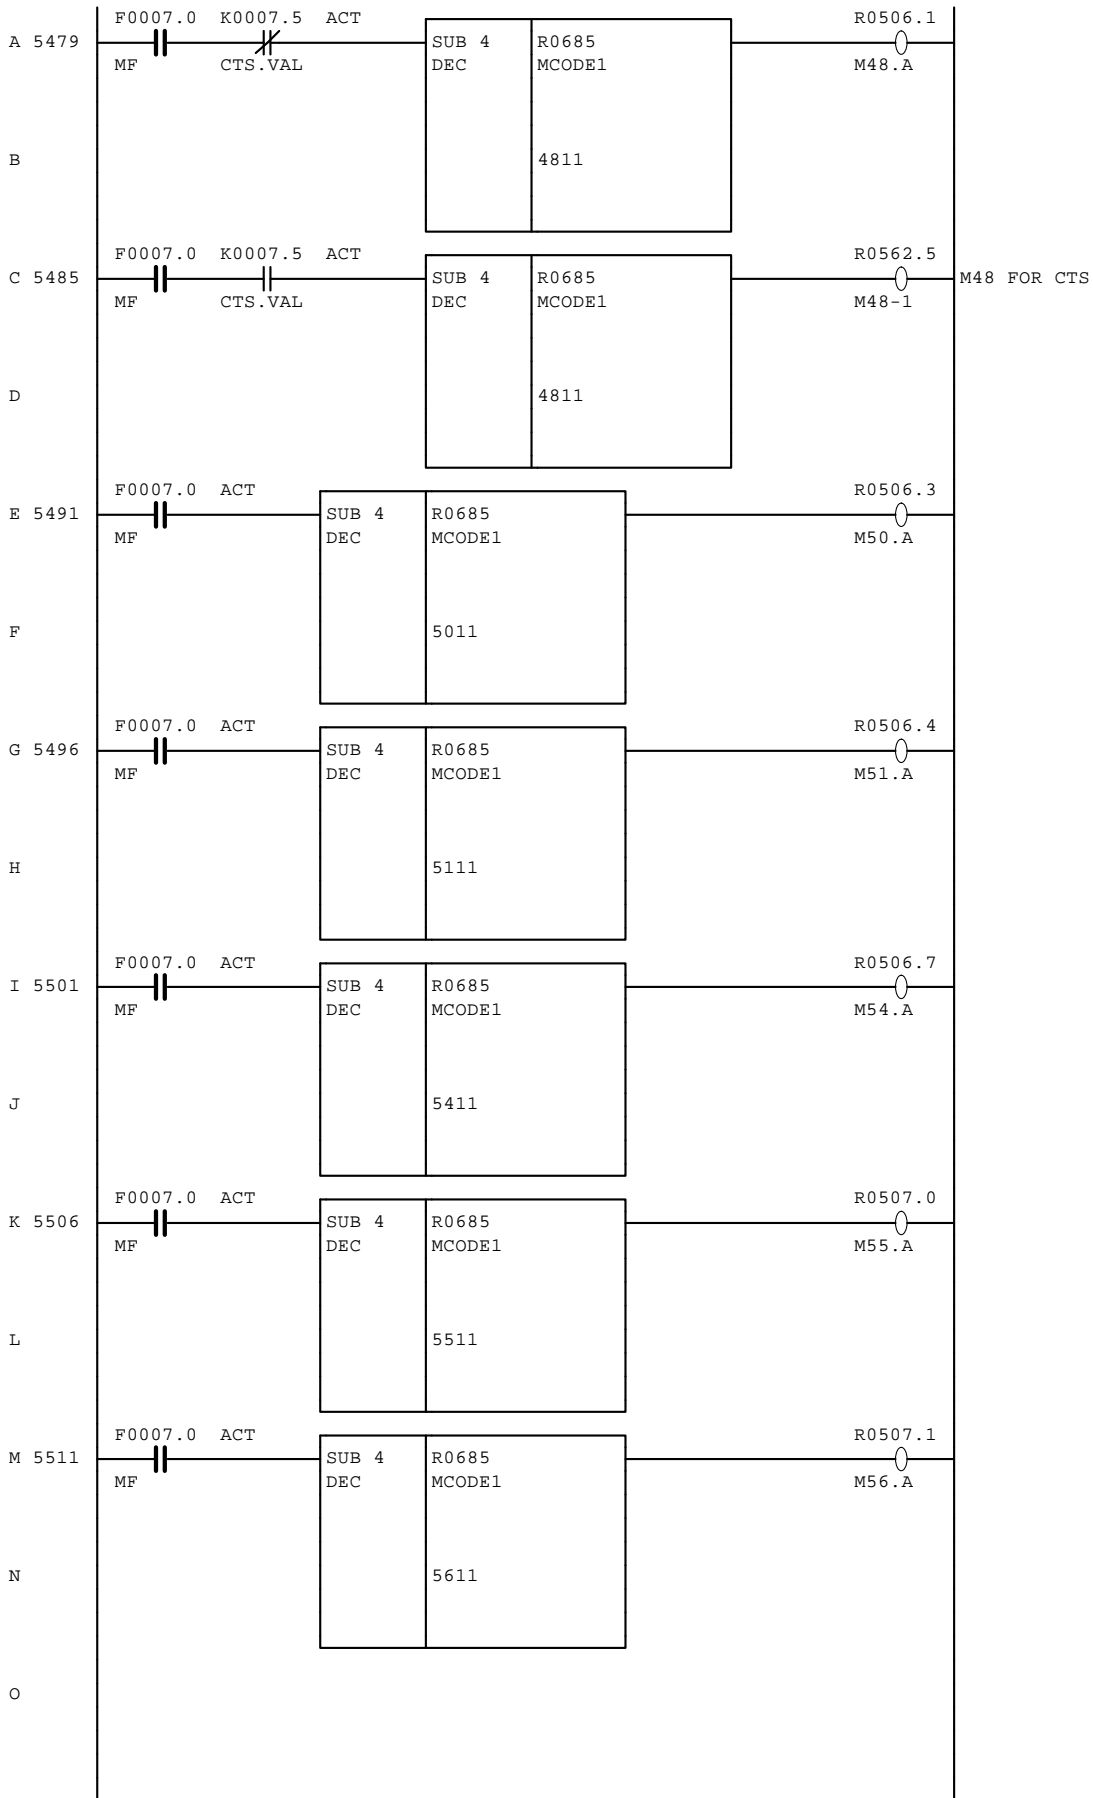 F0007.0 K0007.5 ACT R0506.1
A 5479 SUB 4 R0685
MF CTS.VAL DEC MCODE1 M48.A
B 4811
F0007.0 K0007.5 ACT R0562.5
C 5485 SUB 4 R0685 M48 FOR CTS
MF CTS.VAL DEC MCODE1 M48-1
D 4811
F0007.0 ACT R0506.3
E 5491 SUB 4 R0685
MF DEC MCODE1 M50.A
F 5011
F0007.0 ACT R0506.4
G 5496 SUB 4 R0685
MF DEC MCODE1 M51.A
H 5111
F0007.0 ACT R0506.7
I 5501 SUB 4 R0685
MF DEC MCODE1 M54.A
J 5411
F0007.0 ACT R0507.0
K 5506 SUB 4 R0685
MF DEC MCODE1 M55.A
L 5511
F0007.0 ACT R0507.1
M 5511 SUB 4 R0685
MF DEC MCODE1 M56.A
N 5611
O